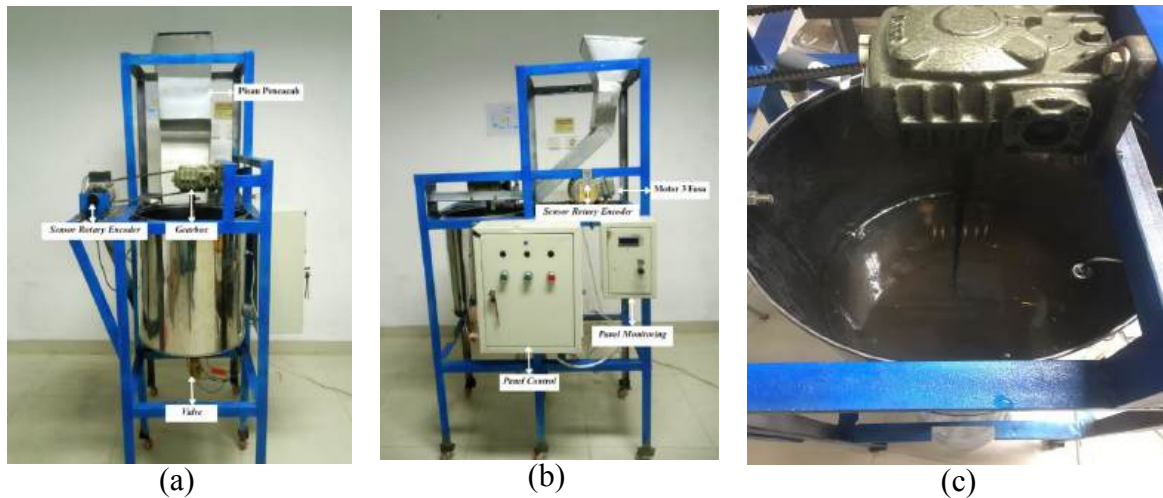 Pisau Pencacah
Sensor Rotary Encoder
Gearbox
Valve
Motor 3 Fasa
Sensor Rotary Encoder
Panel Monitoring
Panel Control
(a)
(b)
(c)